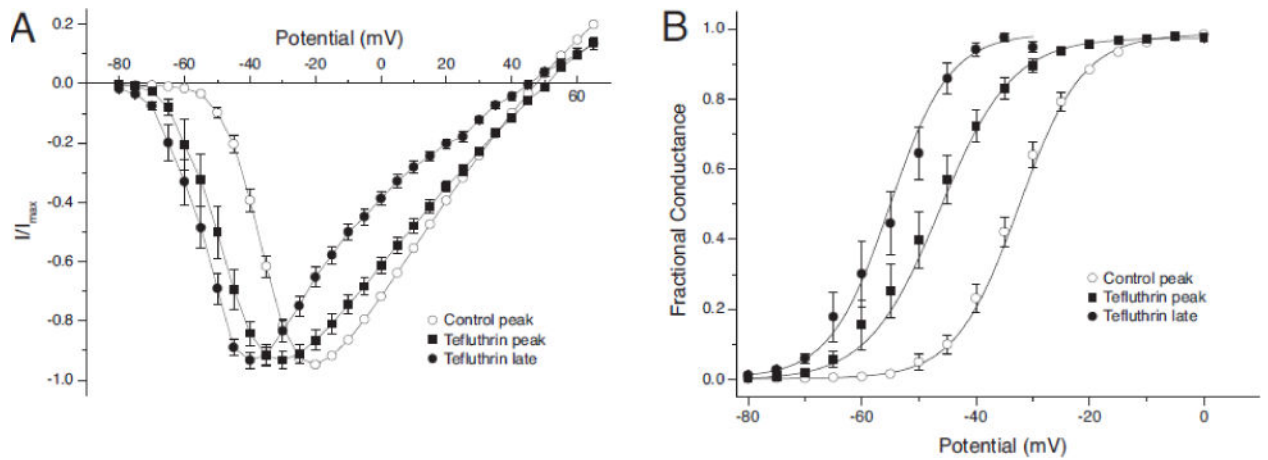 A
Potential (mV)
0.2
0.0
-0.2
-0.4
-0.6
-0.8
-1.0
-80
-60
-40
-20
0
20
40
60
I/Imax
Control peak
Tefluthrin peak
Tefluthrin late
B
1.0
0.8
0.6
0.4
0.2
0.0
Fractional Conductance
Control peak
Tefluthrin peak
Tefluthrin late
-80
-60
-40
-20
0
Potential (mV)